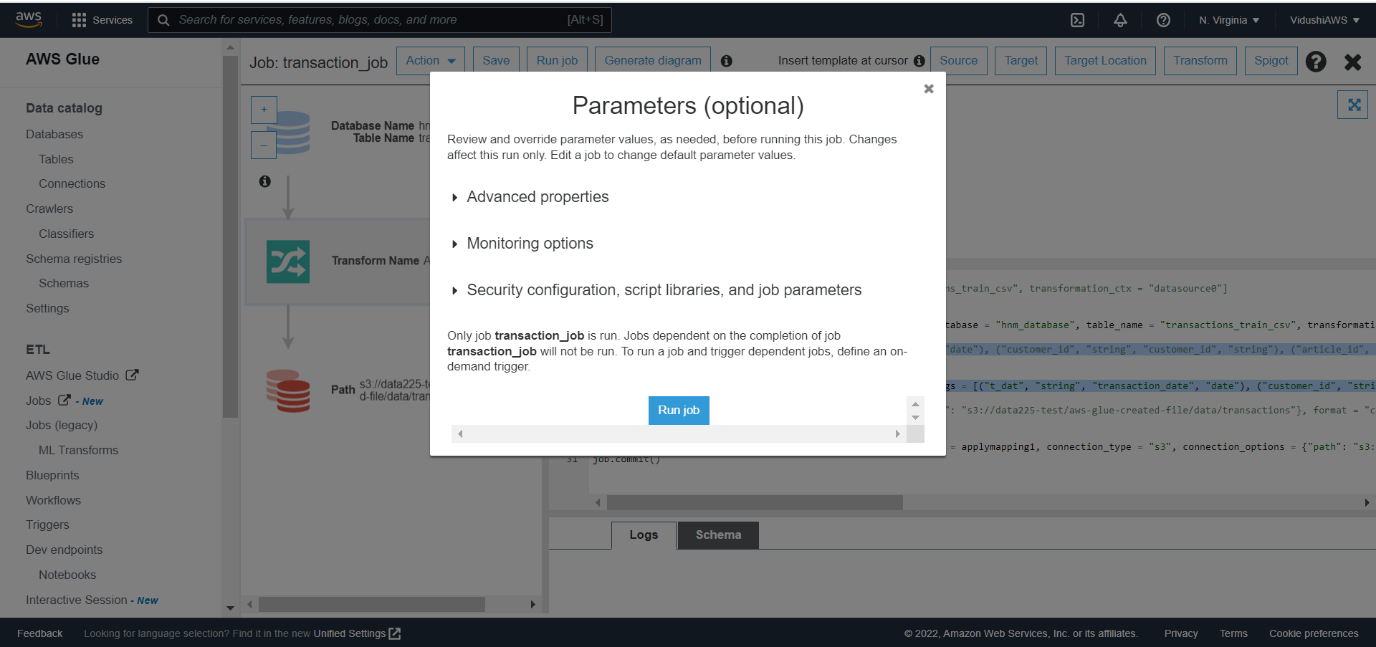 aws
Services
Search for services, features, blogs, docs, and more
[Alt+S]
N. Virginia
VidushiAWS
AWS Glue
Data catalog
Databases
Tables
Connections
Crawlers
Classifiers
Schema registries
Schemas
Settings
ETL
AWS Glue Studio
Jobs - New
Jobs (legacy)
ML Transforms
Blueprints
Workflows
Triggers
Dev endpoints
Notebooks
Interactive Session - New
Job: transaction_job
Action
Save
Run job
Generate diagram
Insert template at cursor
Source
Target
Target Location
Transform
Spigot
Database Name
Table Name
Transform Name
Path s3://data225-
d-file/data/tran
Parameters (optional)
Review and override parameter values, as needed, before running this job. Changes
affect this run only. Edit a job to change default parameter values.
Advanced properties
Monitoring options
Security configuration, script libraries, and job parameters
Only job transaction_job is run. Jobs dependent on the completion of job
transaction_job will not be run. To run a job and trigger dependent jobs, define an on-
demand trigger.
Run job
ns_train_csv", transformation_ctx = "datasource0"]
tabase = "hnm_database", table_name = "transactions_train_csv", transformati
"date"), ("customer_id", "string", "customer_id", "string"), ("article_id",
gs = [("t_dat", "string", "transaction_date", "date"), ("customer_id", "stri
": "s3://data225-test/aws-glue-created-file/data/transactions"}, format = "c
= applymapping1, connection_type = "s3", connection_options = {"path": "s3:
31 job.commit()
Logs
Schema
Feedback
Looking for language selection? Find it in the new Unified Settings
© 2022, Amazon Web Services, Inc. or its affiliates.
Privacy
Terms
Cookie preferences